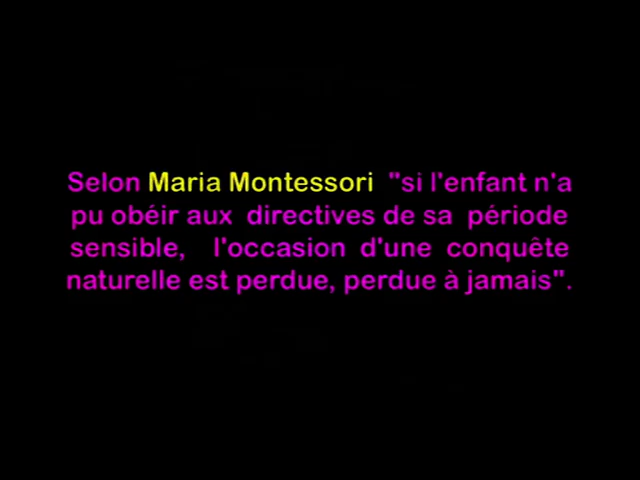 Selon Maria Montessori "si l'enfant n'a
pu obéir aux directives de sa période
sensible, l'occasion d'une conquête
naturelle est perdue, perdue à jamais".